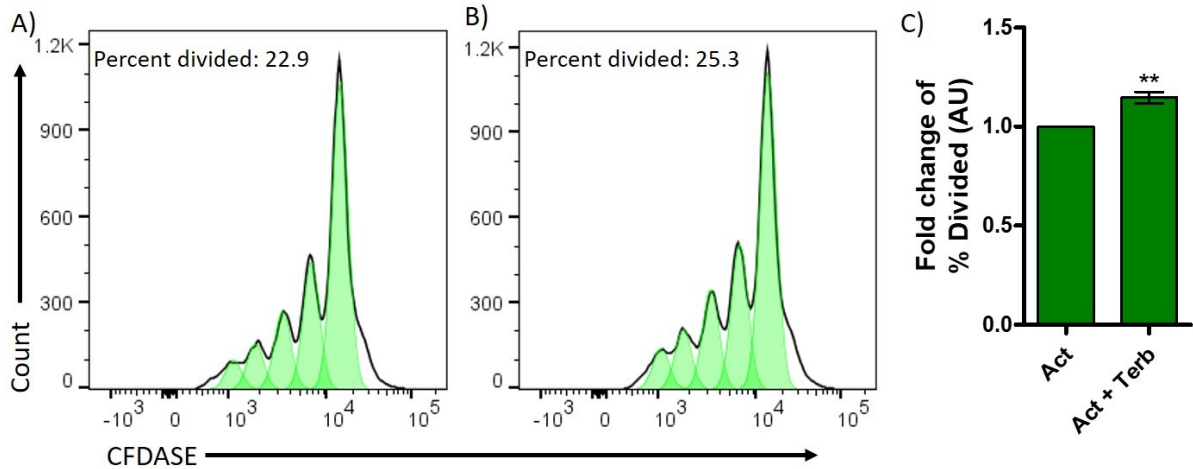 A)
Percent divided: 22.9
1.2K
900
600
300
0
-10³ 0 10³ 10⁴ 10⁵
Count
CFDASE
B)
Percent divided: 25.3
1.2K
900
600
300
0
-10³ 0 10³ 10⁴ 10⁵
C)
Fold change of
% Divided (AU)
1.5
1.0
0.5
0.0
**
Act
Act + Terb